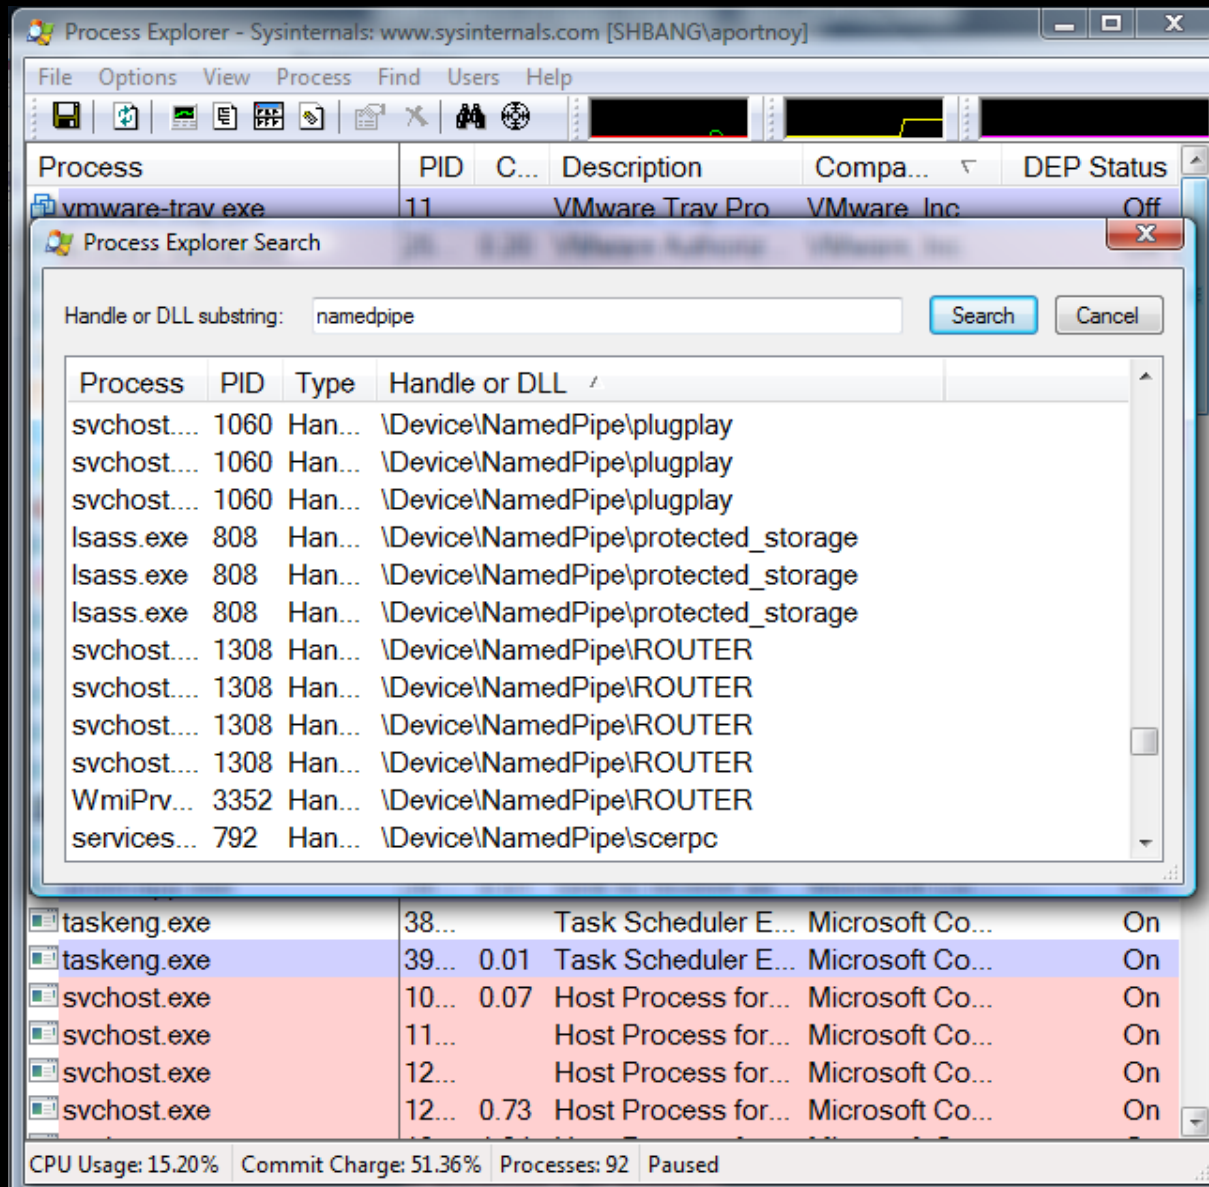 Process Explorer - Sysinternals: www.sysinternals.com [SHBANG\aportnoy]
File Options View Process Find Users Help
Process PID C... Description Compa... DEP Status
vmware-tray.exe 11 VMware Tray Pro VMware, Inc Off
Process Explorer Search
Handle or DLL substring: namedpipe Search Cancel
Process PID Type Handle or DLL
svchost.... 1060 Han... \Device\NamedPipe\plugplay
svchost.... 1060 Han... \Device\NamedPipe\plugplay
svchost.... 1060 Han... \Device\NamedPipe\plugplay
lsass.exe 808 Han... \Device\NamedPipe\protected_storage
lsass.exe 808 Han... \Device\NamedPipe\protected_storage
lsass.exe 808 Han... \Device\NamedPipe\protected_storage
svchost.... 1308 Han... \Device\NamedPipe\ROUTER
svchost.... 1308 Han... \Device\NamedPipe\ROUTER
svchost.... 1308 Han... \Device\NamedPipe\ROUTER
svchost.... 1308 Han... \Device\NamedPipe\ROUTER
WmiPrv... 3352 Han... \Device\NamedPipe\ROUTER
services... 792 Han... \Device\NamedPipe\scerpc
taskeng.exe 38... Task Scheduler E... Microsoft Co... On
taskeng.exe 39... 0.01 Task Scheduler E... Microsoft Co... On
svchost.exe 10... 0.07 Host Process for... Microsoft Co... On
svchost.exe 11... Host Process for... Microsoft Co... On
svchost.exe 12... Host Process for... Microsoft Co... On
svchost.exe 12... 0.73 Host Process for... Microsoft Co... On
CPU Usage: 15.20% Commit Charge: 51.36% Processes: 92 Paused